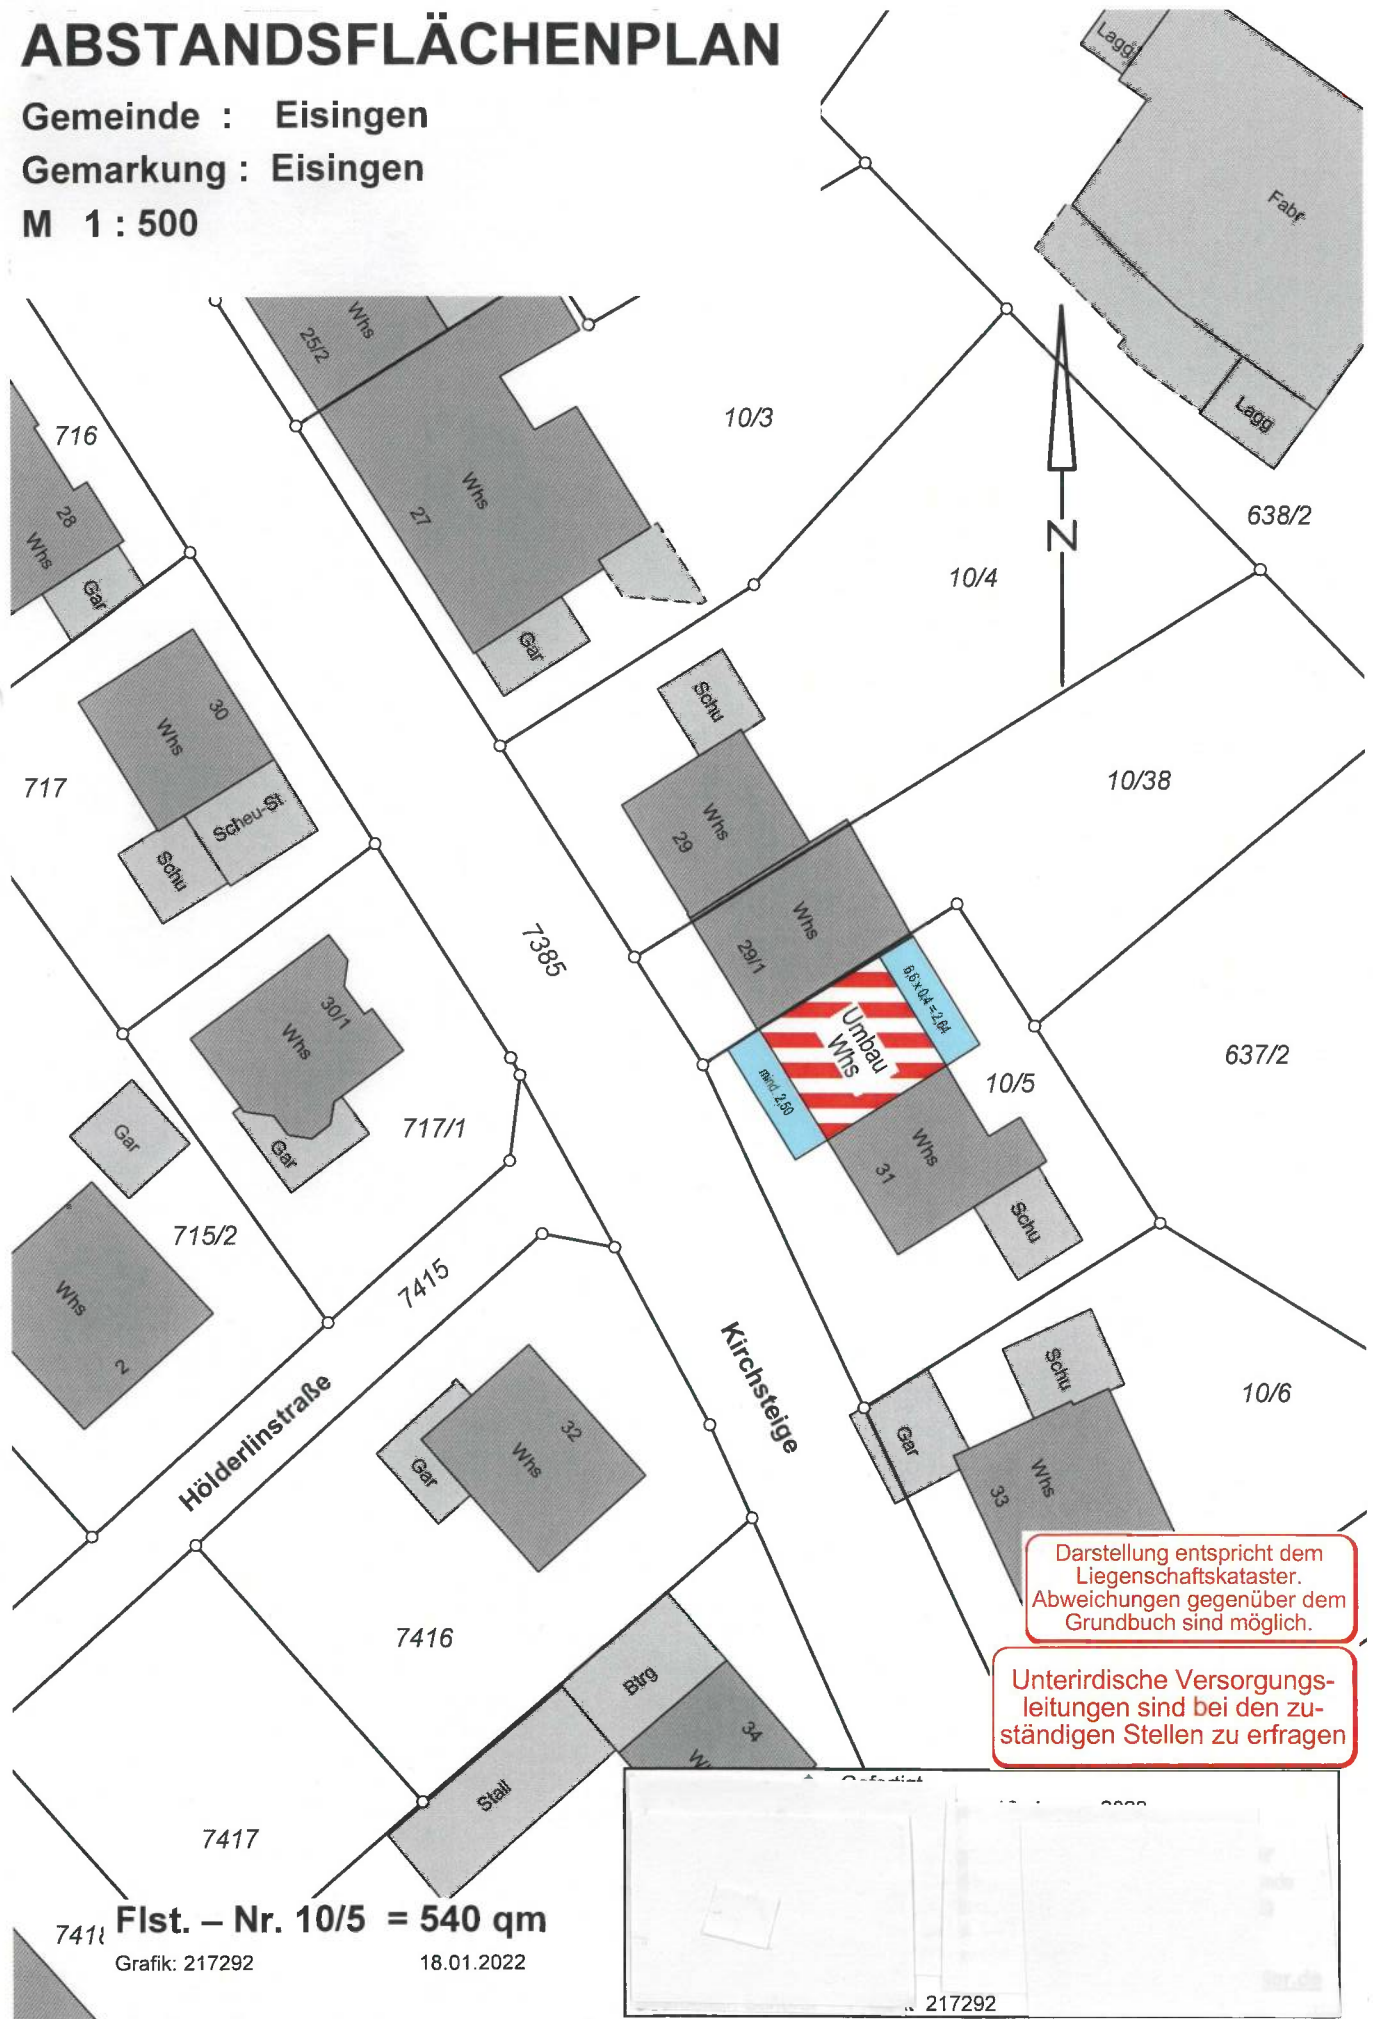 ABSTANDSFLÄCHENPLAN
Gemeinde : Eisingen
Gemarkung : Eisingen
M 1 : 500
Lagg
Fabr
Lagg
638/2
Whs
25/2
10/3
716
28
Whs
Gar
27
Whs
Gar
10/4
N
30
Whs
717
Scheu-St
Schu
Schu
Whs
29
10/38
7385
Whs
29/1
6,6 x 0,4 = 2,64
Umbau
Whs
mind. 2,50
10/5
637/2
30/1
Whs
Gar
717/1
Gar
Whs
31
Schu
715/2
Whs
2
7415
Hölderlinstraße
Kirchsteige
Schu
10/6
Gar
Whs
33
32
Whs
Gar
Darstellung entspricht dem
Liegenschaftskataster.
Abweichungen gegenüber dem
Grundbuch sind möglich.
7416
Unterirdische Versorgungs-
leitungen sind bei den zu-
ständigen Stellen zu erfragen
Btrg
34
Stall
7417
Flst. – Nr. 10/5 = 540 qm
Grafik: 217292 18.01.2022
217292